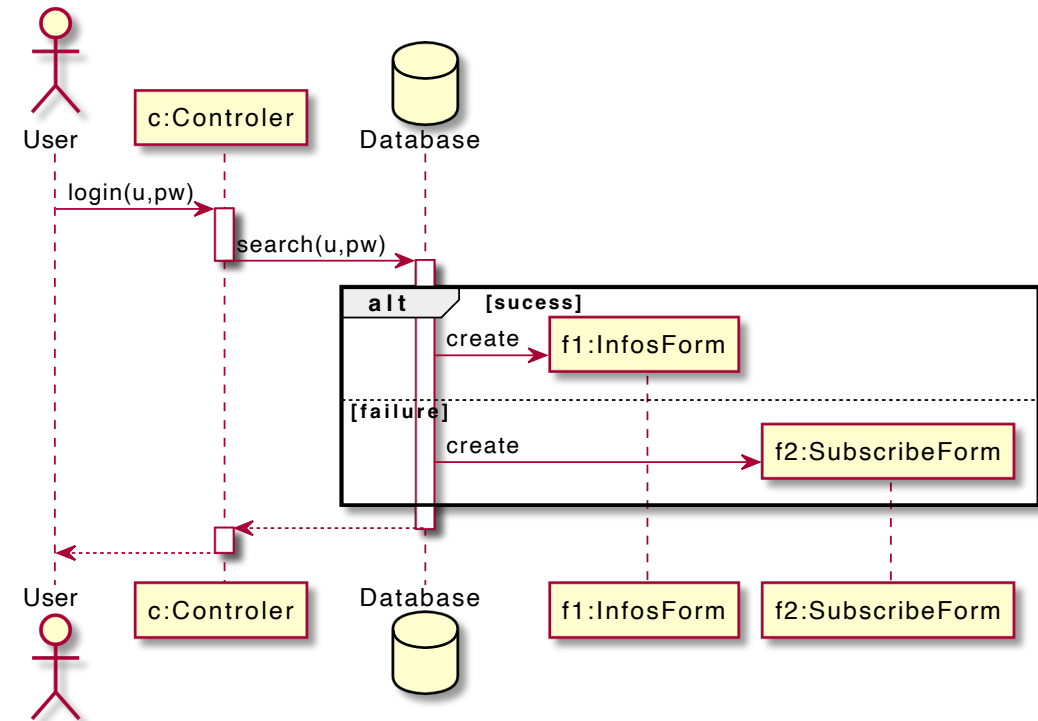 User
c:Controler
Database
login(u,pw)
search(u,pw)
alt [sucess]
create
f1:InfosForm
[failure]
create
f2:SubscribeForm
User
c:Controler
Database
f1:InfosForm
f2:SubscribeForm